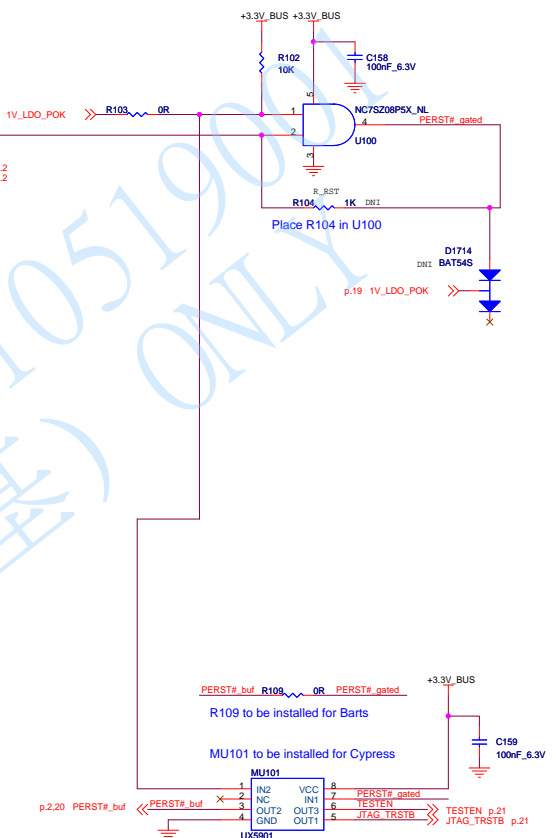 +3.3V_BUS +3.3V_BUS
R102
10K
C158
100nF_6.3V
5
1V_LDO_POK
R103
0R
1
NC7SZ08P5X_NL
4
PERST#_gated
2
U100
3
.2
.2
R_RST
R104
1K
DNI
Place R104 in U100
D1714
DNI
BAT54S
p.19 1V_LDO_POK
10519001
ONLY
基)
+3.3V_BUS
PERST#_buf
R109
0R
PERST#_gated
R109 to be installed for Barts
C159
100nF_6.3V
MU101 to be installed for Cypress
MU101
1 IN2 VCC 8
2 NC IN1 7 PERST#_gated
p.2,20 PERST#_buf PERST#_buf 3 OUT2 OUT3 6 TESTEN TESTEN p.21
4 GND OUT1 5 JTAG_TRSTB JTAG_TRSTB p.21
UX5901